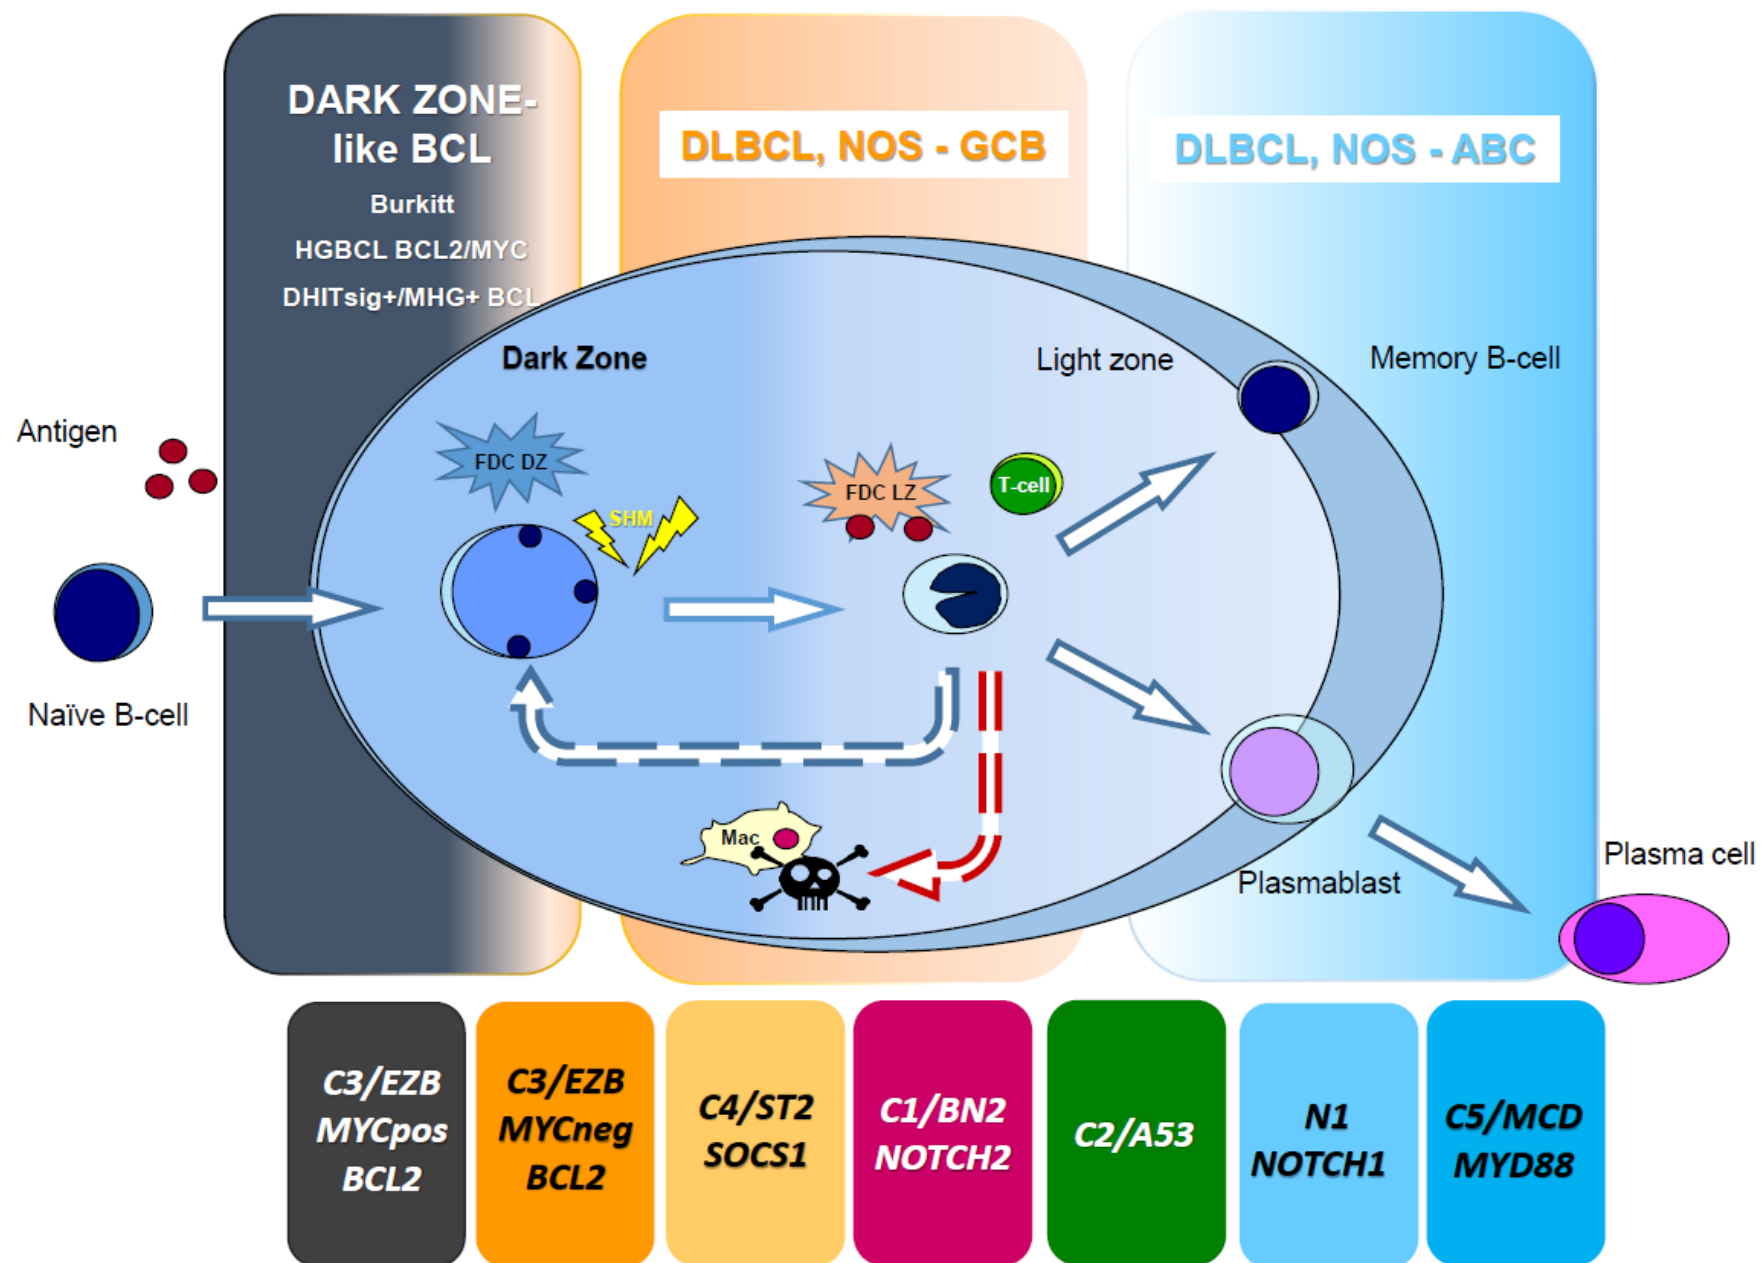 DARK ZONE-
like BCL
Burkitt
HGBCL BCL2/MYC
DHITsig+/MHG+ BCL
DLBCL, NOS - GCB
DLBCL, NOS - ABC
Dark Zone
Light zone
Memory B-cell
Antigen
FDC DZ
SHM
FDC LZ
T-cell
Naïve B-cell
Mac
Plasmablast
Plasma cell
C3/EZB
MYCpos
BCL2
C3/EZB
MYCneg
BCL2
C4/ST2
SOCS1
C1/BN2
NOTCH2
C2/A53
N1
NOTCH1
C5/MCD
MYD88